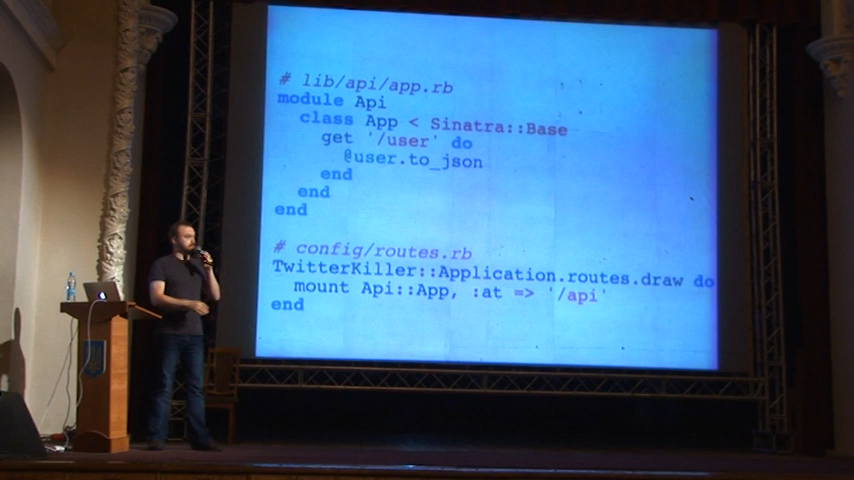 # lib/api/app.rb
module Api
class App < Sinatra::Base
get '/user' do
@user.to_json
end
end
end
# config/routes.rb
TwitterKiller::Application.routes.draw do
mount Api::App, :at => '/api'
end